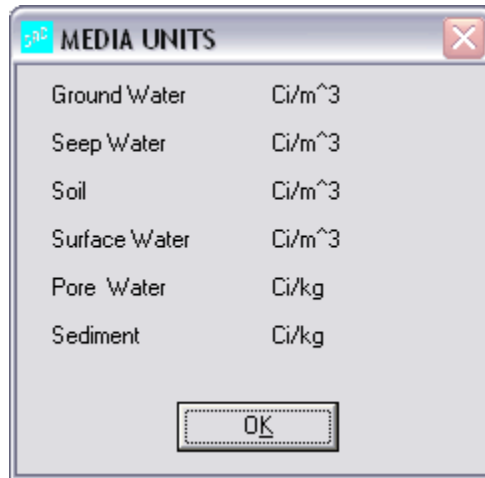 sac MEDIA UNITS
Ground Water Ci/m^3
Seep Water Ci/m^3
Soil Ci/m^3
Surface Water Ci/m^3
Pore Water Ci/kg
Sediment Ci/kg
OK